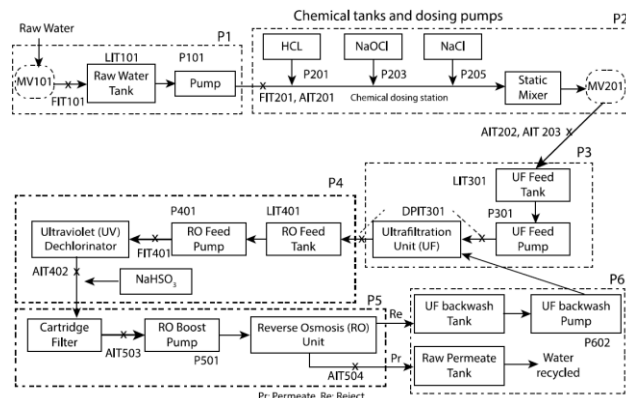 Chemical tanks and dosing pumps
P2
Raw Water
P1
LIT101
P101
MV101
FIT101
Raw Water
Tank
Pump
HCL
NaOCl
NaCl
P201
P203
P205
FIT201, AIT201
Chemical dosing station
Static
Mixer
MV201
AIT202, AIT 203
P3
LIT301
UF Feed
Tank
P301
UF Feed
Pump
DPIT301
Ultrafiltration
Unit (UF)
P4
LIT401
RO Feed
Tank
P401
RO Feed
Pump
FIT401
Ultraviolet (UV)
Dechlorinator
AIT402
NaHSO3
P5
Cartridge
Filter
AIT503
RO Boost
Pump
P501
Reverse Osmosis (RO)
Unit
AIT504
Re
Pr
P6
UF backwash
Tank
UF backwash
Pump
P602
Raw Permeate
Tank
Water
recycled
Pr: Permeate, Re: Reject